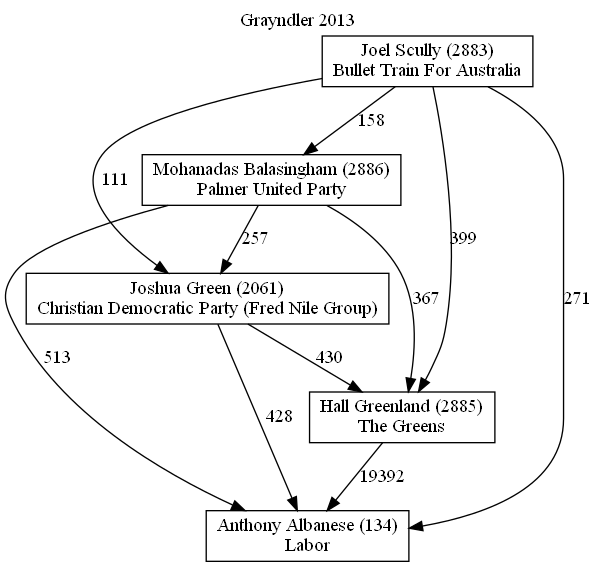 Grayndler 2013
Joel Scully (2883)
Bullet Train For Australia
158
Mohanadas Balasingham (2886)
Palmer United Party
111
257
399
Joshua Green (2061)
Christian Democratic Party (Fred Nile Group)
367
271
513
430
Hall Greenland (2885)
The Greens
428
19392
Anthony Albanese (134)
Labor